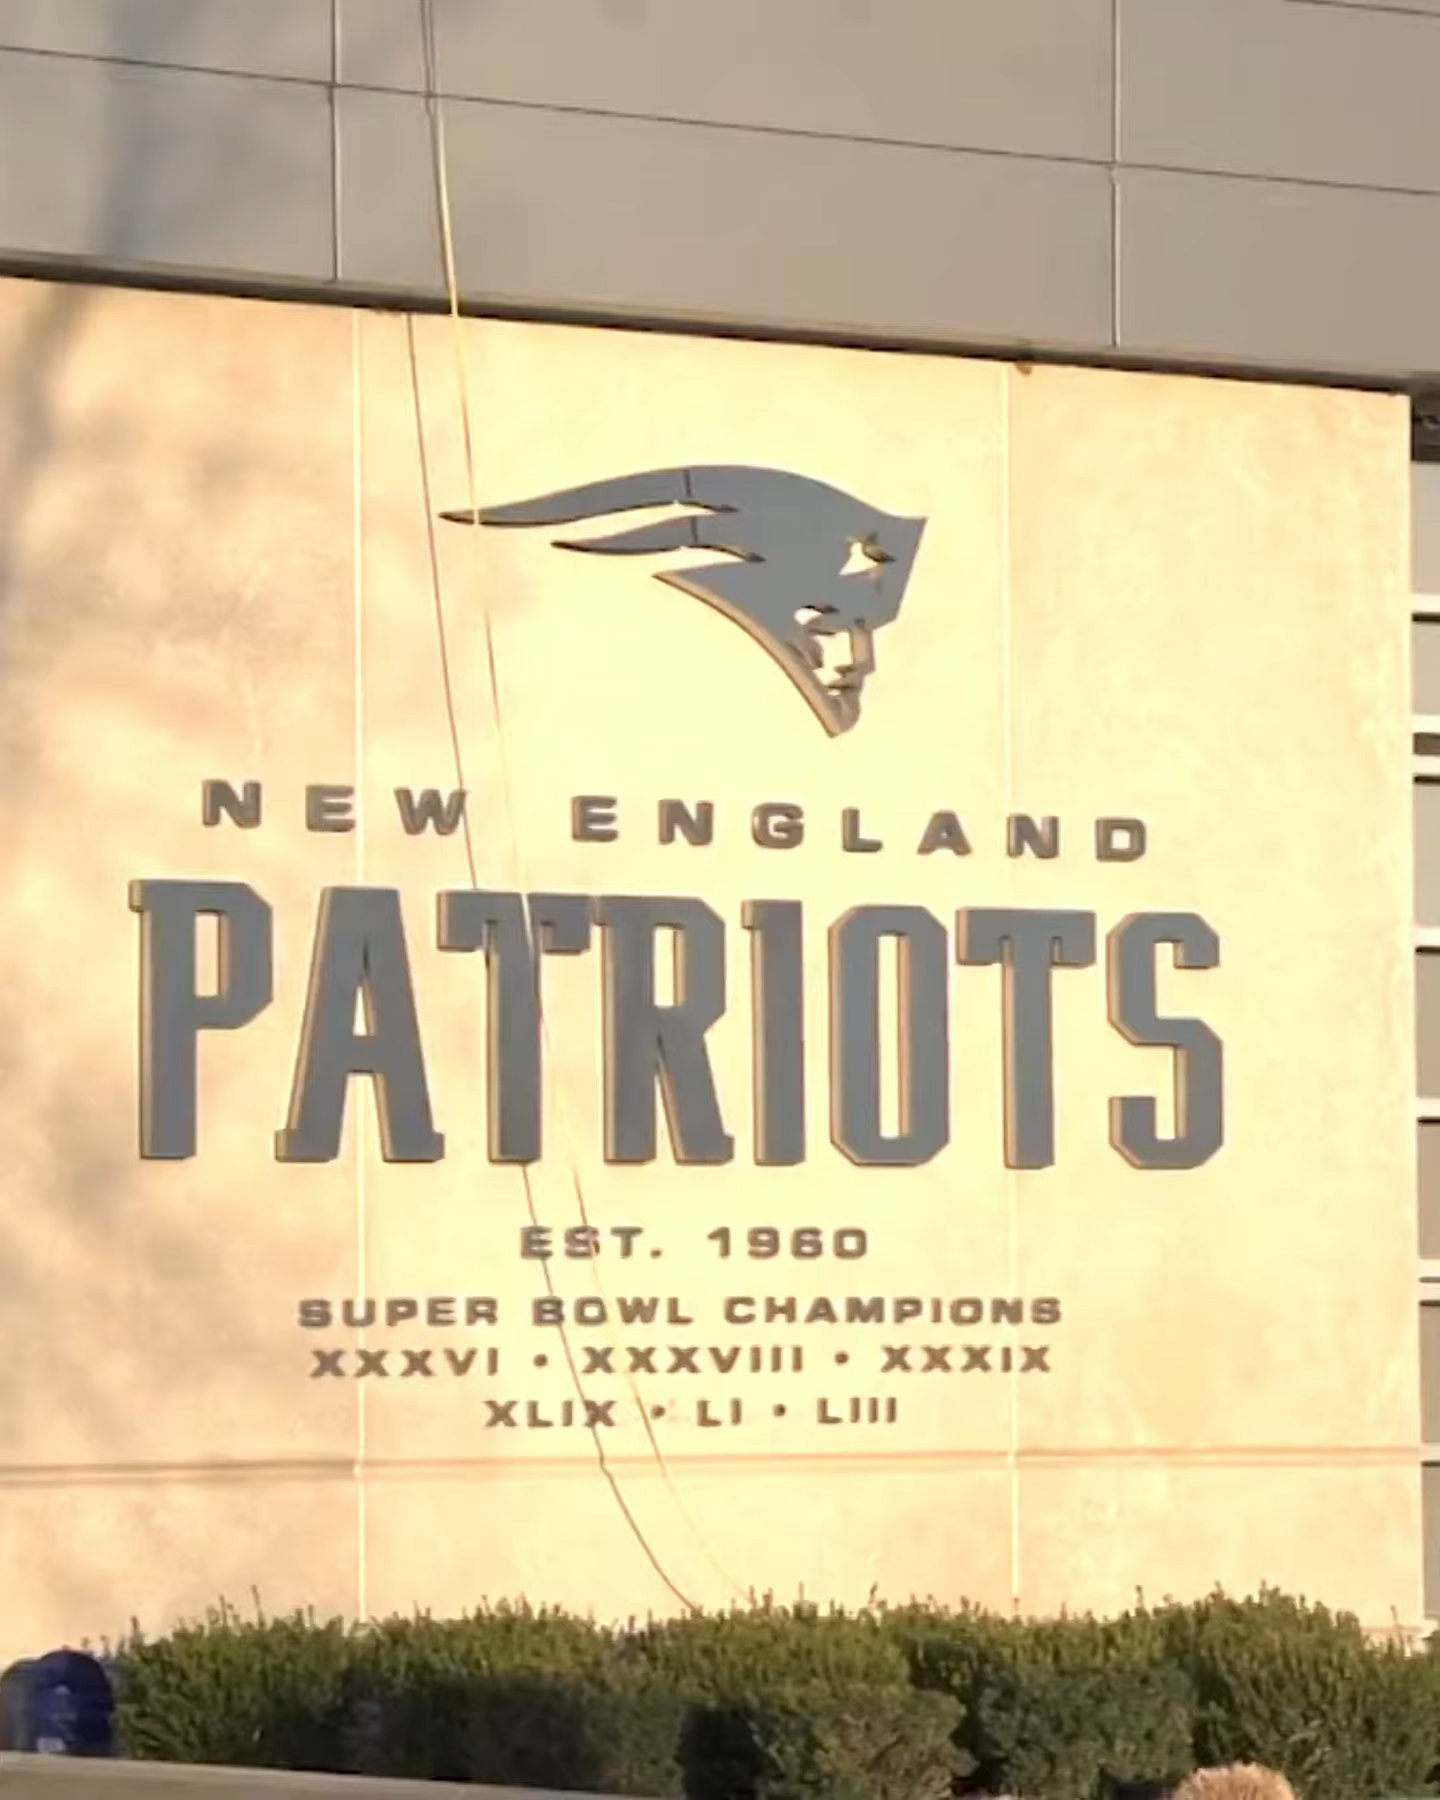 NEW ENGLAND
PATRIOTS
EST. 1960
SUPER BOWL CHAMPIONS
XXXVI • XXXVIII • XXXIX
XLIX • LI • LIII